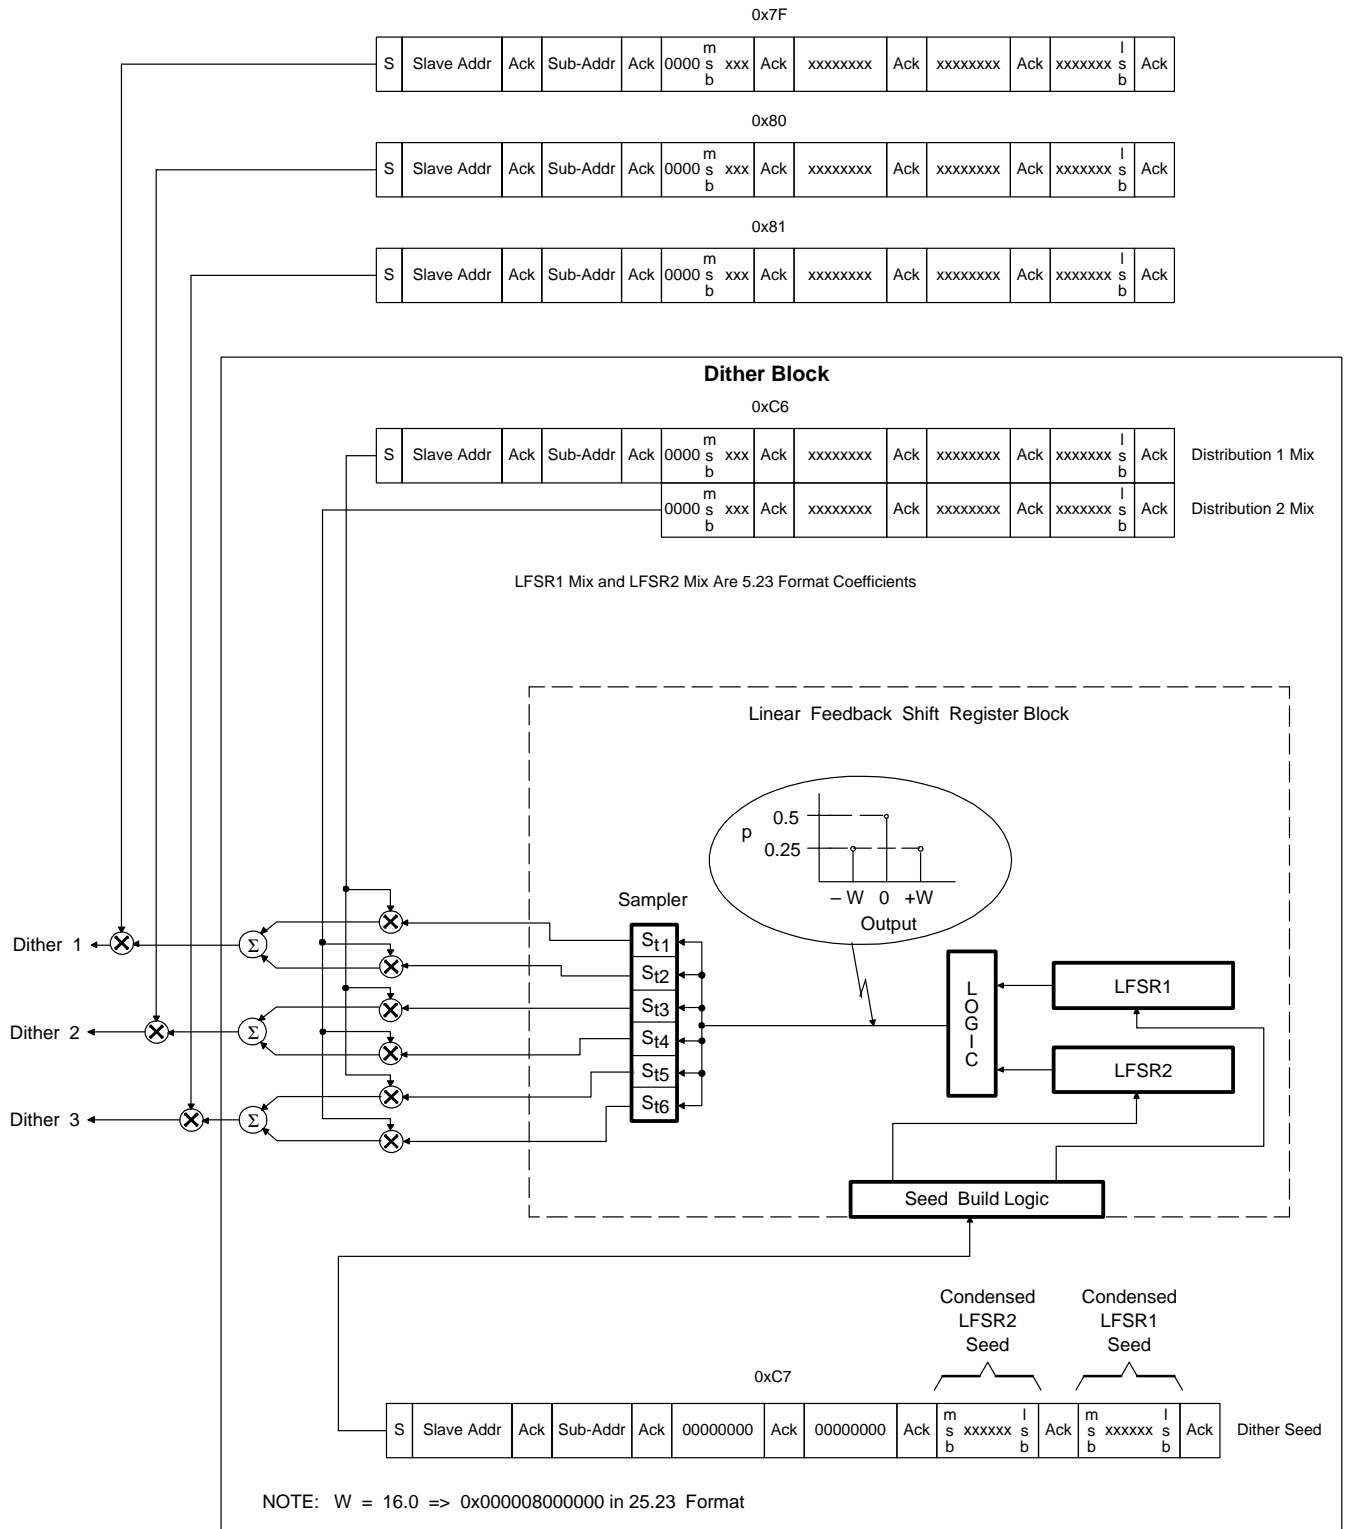 0x7F
S Slave Addr Ack Sub-Addr Ack 0000 msb xxx Ack xxxxxxxx Ack xxxxxxxx Ack xxxxxxx lsb Ack
0x80
S Slave Addr Ack Sub-Addr Ack 0000 msb xxx Ack xxxxxxxx Ack xxxxxxxx Ack xxxxxxx lsb Ack
0x81
S Slave Addr Ack Sub-Addr Ack 0000 msb xxx Ack xxxxxxxx Ack xxxxxxxx Ack xxxxxxx lsb Ack
Dither Block
0xC6
S Slave Addr Ack Sub-Addr Ack 0000 msb xxx Ack xxxxxxxx Ack xxxxxxxx Ack xxxxxxx lsb Ack Distribution 1 Mix
0000 msb xxx Ack xxxxxxxx Ack xxxxxxxx Ack xxxxxxx lsb Ack Distribution 2 Mix
LFSR1 Mix and LFSR2 Mix Are 5.23 Format Coefficients
Linear Feedback Shift Register Block
0.5
p
0.25
– W 0 +W
Output
Sampler
St1
St2
St3
St4
St5
St6
LOGIC
LFSR1
LFSR2
Dither 1
Σ
Dither 2
Σ
Dither 3
Σ
Seed Build Logic
Condensed LFSR2 Seed
Condensed LFSR1 Seed
0xC7
S Slave Addr Ack Sub-Addr Ack 00000000 Ack 00000000 Ack msb xxxxxx lsb Ack msb xxxxxx lsb Ack Dither Seed
NOTE: W = 16.0 => 0x000008000000 in 25.23 Format